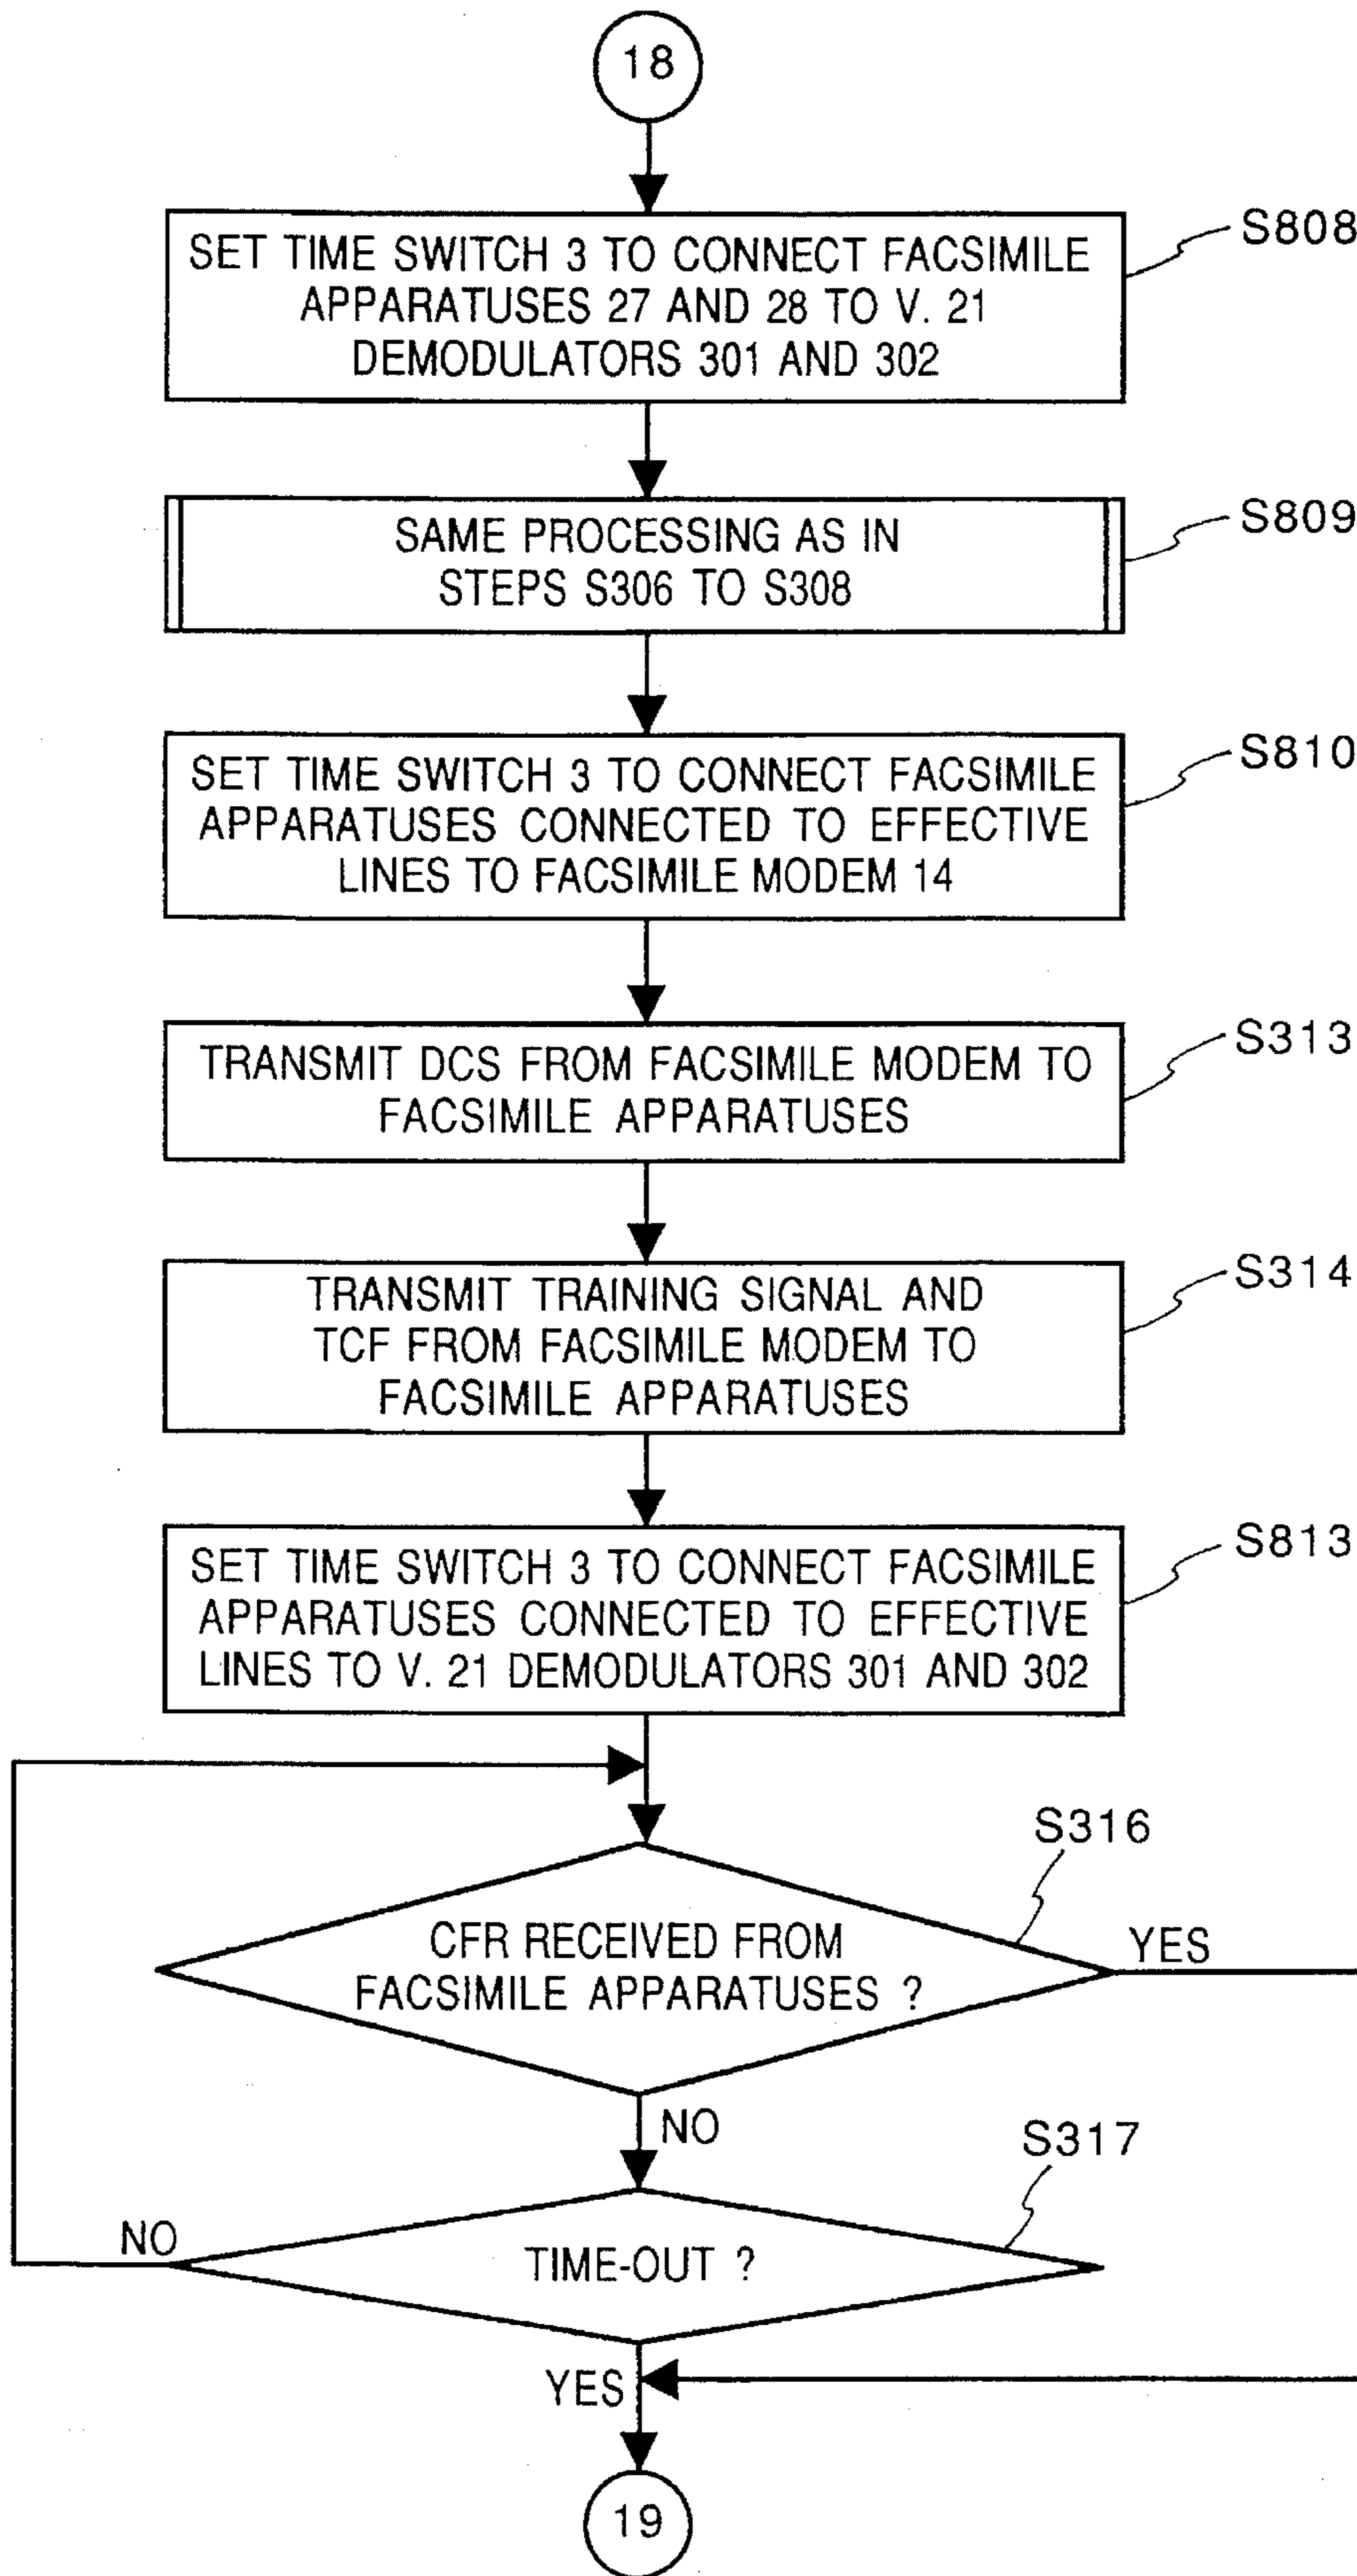 18
SET TIME SWITCH 3 TO CONNECT FACSIMILE
APPARATUSES 27 AND 28 TO V. 21
DEMODULATORS 301 AND 302
S808
SAME PROCESSING AS IN
STEPS S306 TO S308
S809
SET TIME SWITCH 3 TO CONNECT FACSIMILE
APPARATUSES CONNECTED TO EFFECTIVE
LINES TO FACSIMILE MODEM 14
S810
TRANSMIT DCS FROM FACSIMILE MODEM TO
FACSIMILE APPARATUSES
S313
TRANSMIT TRAINING SIGNAL AND
TCF FROM FACSIMILE MODEM TO
FACSIMILE APPARATUSES
S314
SET TIME SWITCH 3 TO CONNECT FACSIMILE
APPARATUSES CONNECTED TO EFFECTIVE
LINES TO V. 21 DEMODULATORS 301 AND 302
S813
S316
CFR RECEIVED FROM
FACSIMILE APPARATUSES ?
YES
NO
S317
NO
TIME-OUT ?
YES
19